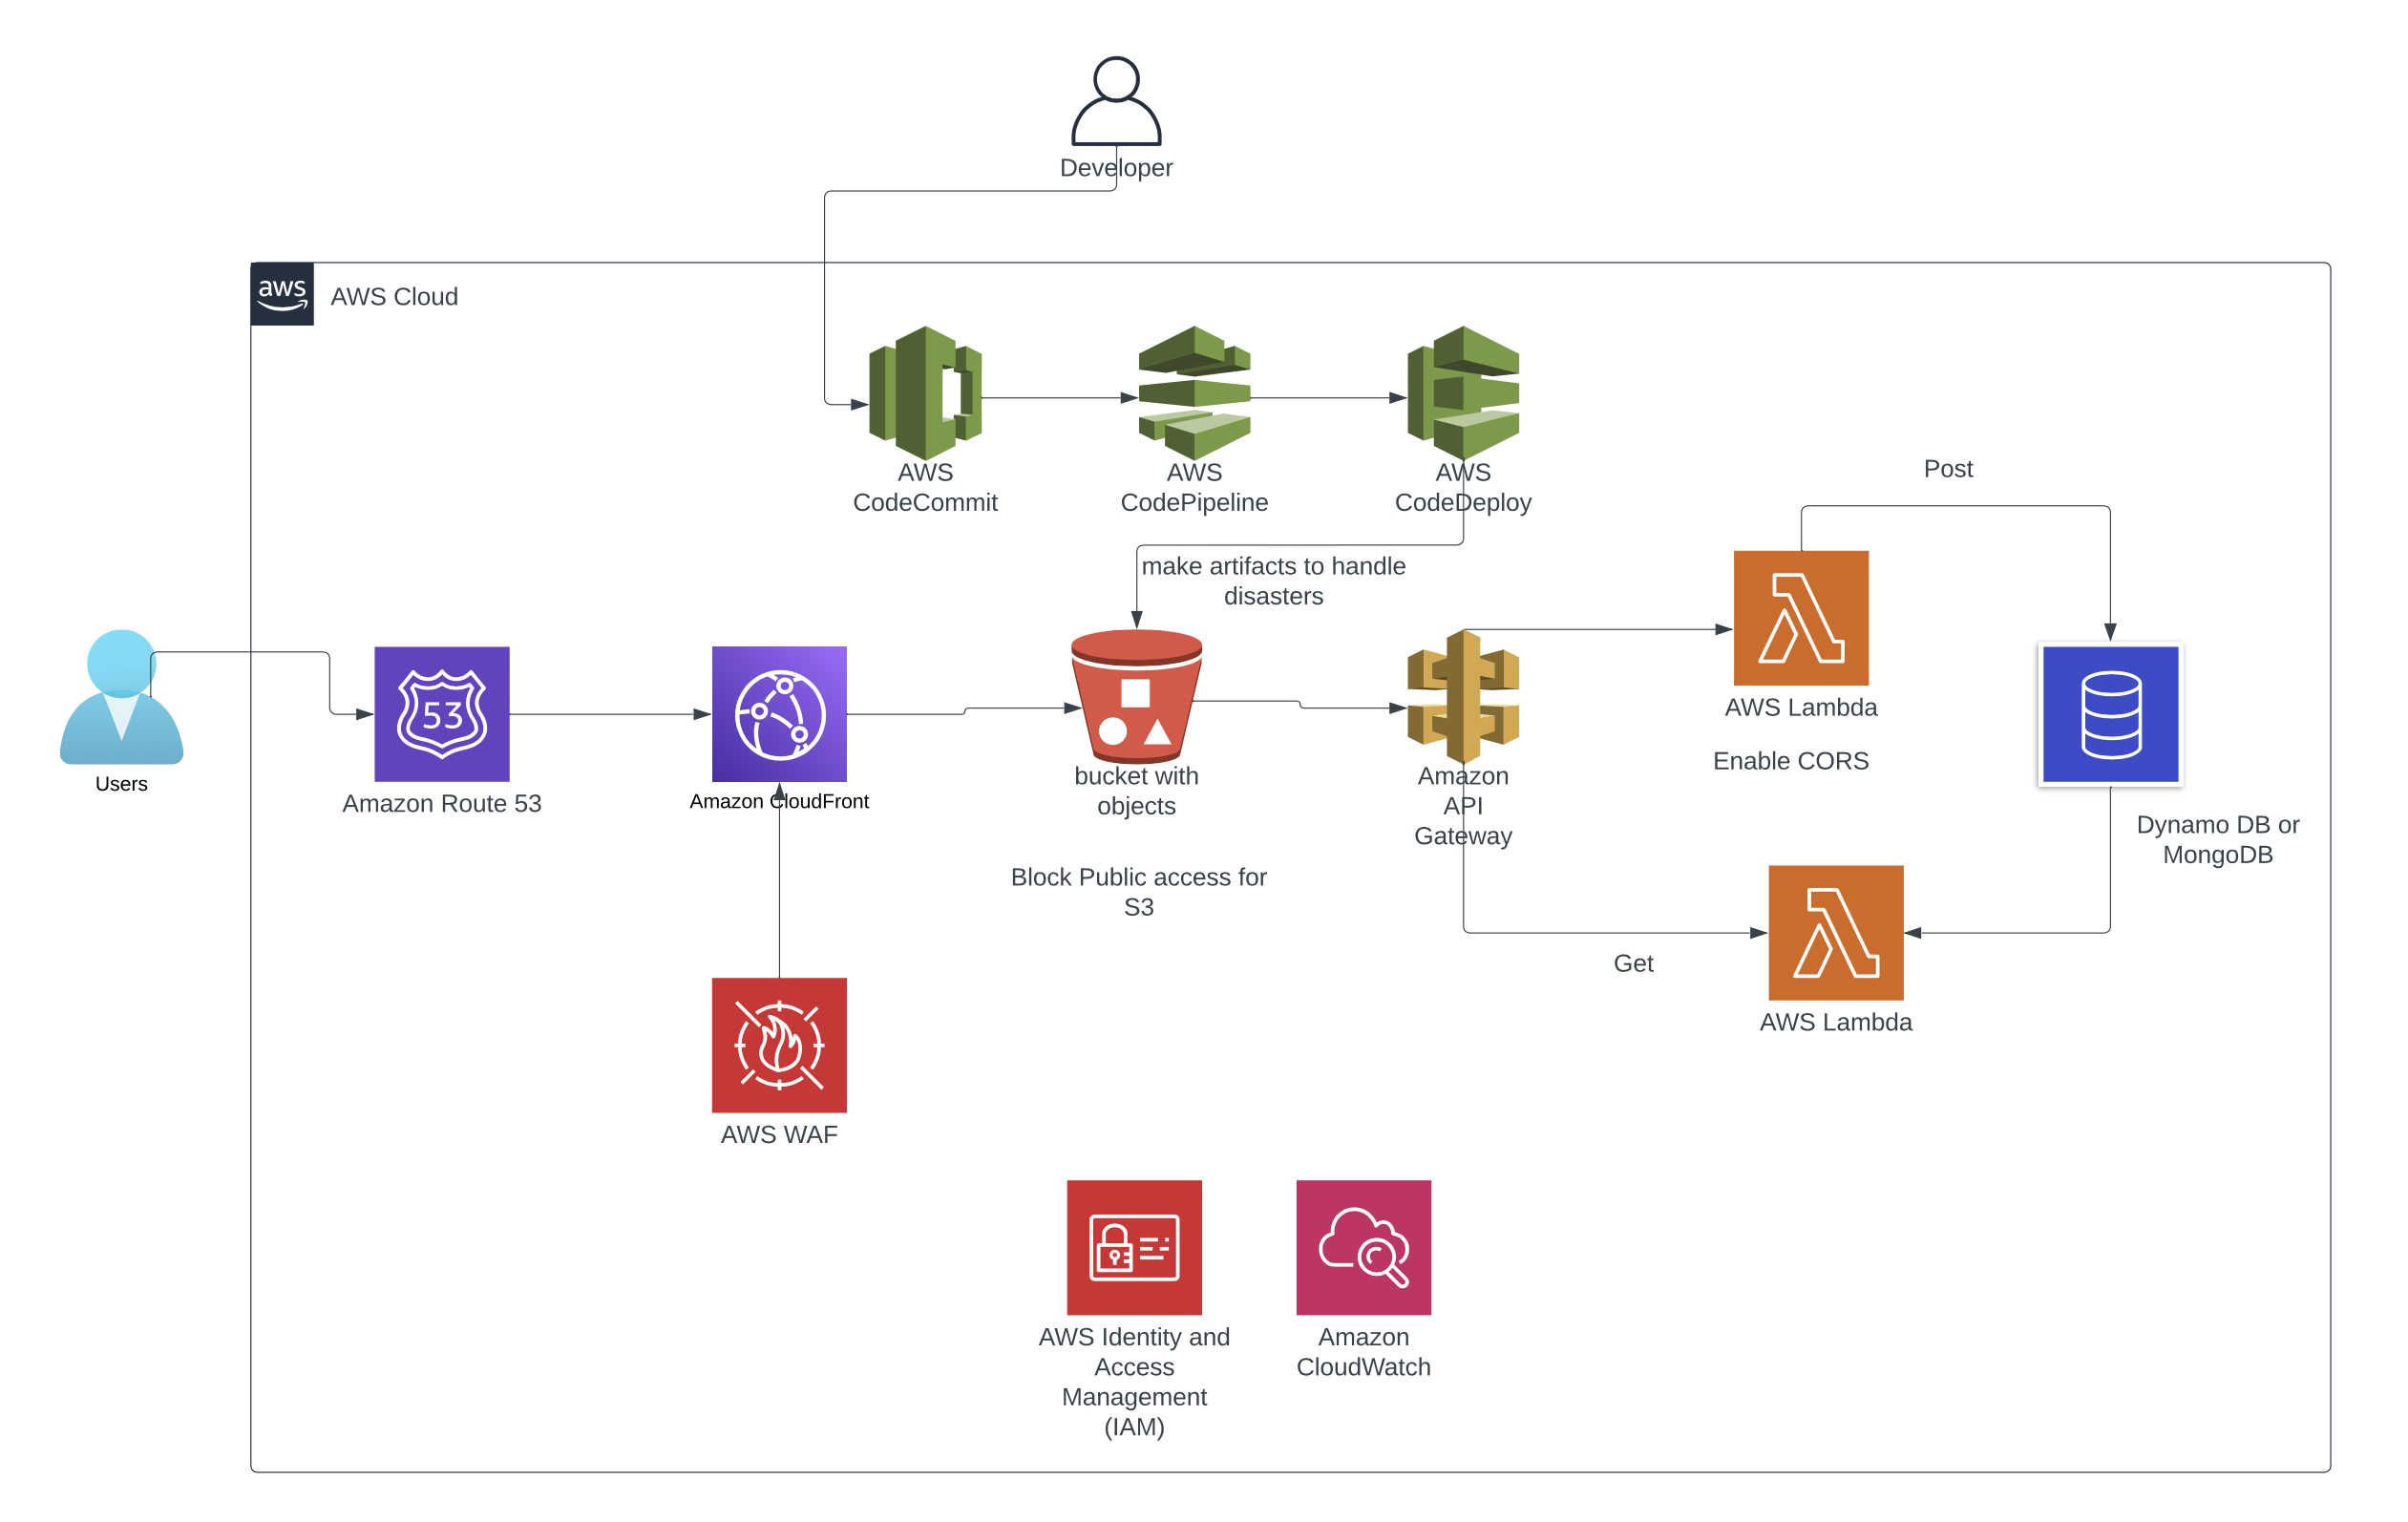 Developer
aws
AWS Cloud
AWS
CodeCommit
AWS
CodePipeline
AWS
CodeDeploy
Post
make artifacts to handle
disasters
53
Users
Amazon Route 53
Amazon CloudFront
bucket with
objects
Amazon
API
Gateway
AWS Lambda
Enable CORS
Dynamo DB or
MongoDB
Block Public access for
S3
Get
AWS Lambda
AWS WAF
AWS Identity and
Access
Management
(IAM)
Amazon
CloudWatch